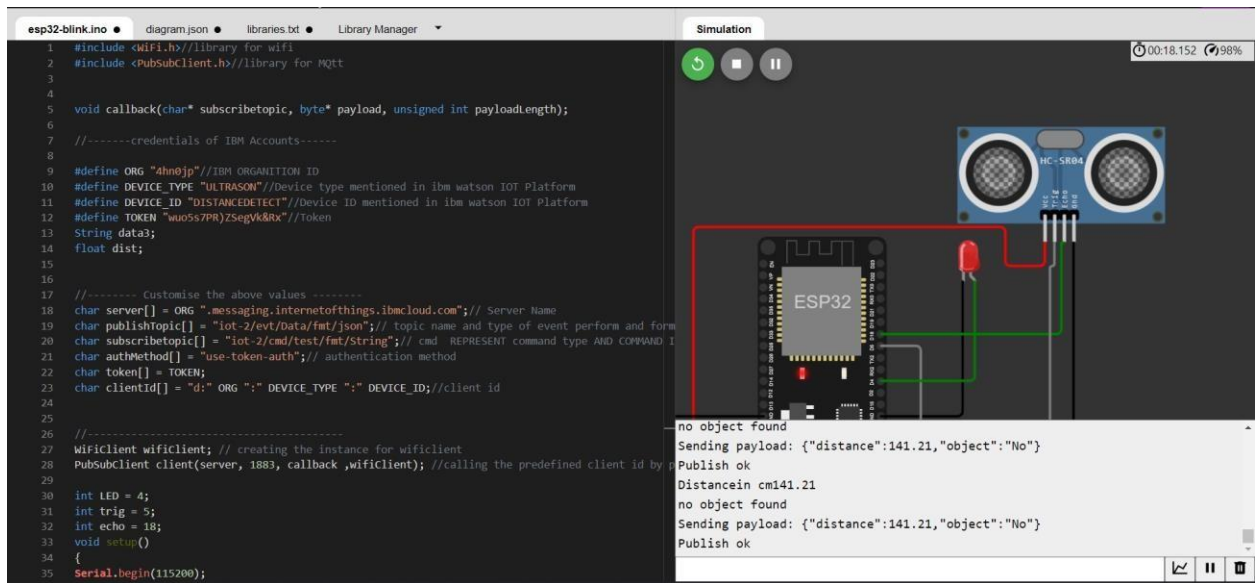 esp32-blink.ino ● diagram.json ● libraries.txt ● Library Manager ▼
1 #include <WiFi.h>//library for wifi
2 #include <PubSubClient.h>//library for MQtt
3
4
5 void callback(char* subscribetopic, byte* payload, unsigned int payloadLength);
6
7 //-------credentials of IBM Accounts------
8
9 #define ORG "4hn0jp"//IBM ORGANITION ID
10 #define DEVICE_TYPE "ULTRASON"//Device type mentioned in ibm watson IOT Platform
11 #define DEVICE_ID "DISTANCEDETECT"//Device ID mentioned in ibm watson IOT Platform
12 #define TOKEN "wuo5s7PR)ZSegVk&Rx"//Token
13 String data3;
14 float dist;
15
16
17 //-------- Customise the above values --------
18 char server[] = ORG ".messaging.internetofthings.ibmcloud.com";// Server Name
19 char publishTopic[] = "iot-2/evt/Data/fmt/json";// topic name and type of event perform and form
20 char subscribetopic[] = "iot-2/cmd/test/fmt/String";// cmd REPRESENT command type AND COMMAND I
21 char authMethod[] = "use-token-auth";// authentication method
22 char token[] = TOKEN;
23 char clientId[] = "d:" ORG ":" DEVICE_TYPE ":" DEVICE_ID;//client id
24
25
26 //-----------------------------------------
27 WiFiClient wifiClient; // creating the instance for wificlient
28 PubSubClient client(server, 1883, callback ,wifiClient); //calling the predefined client id by p
29
30 int LED = 4;
31 int trig = 5;
32 int echo = 18;
33 void setup()
34 {
35 Serial.begin(115200);
Simulation
00:18.152 98%
HC-SR04
Vcc Trig Echo Gnd
ESP32
no object found
Sending payload: {"distance":141.21,"object":"No"}
Publish ok
Distancein cm141.21
no object found
Sending payload: {"distance":141.21,"object":"No"}
Publish ok